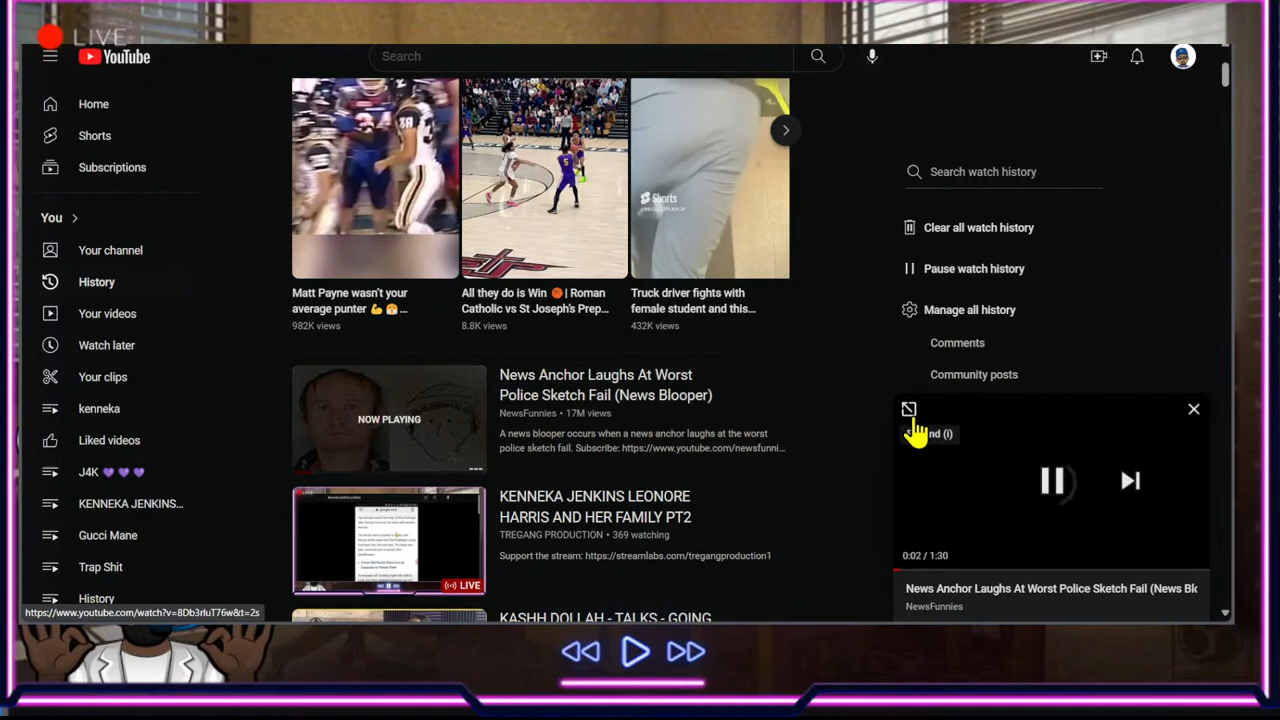 LIVE
YouTube
Search
Home
Shorts
Subscriptions
You
Your channel
History
Your videos
Watch later
Your clips
kenneka
Liked videos
J4K 💜 💜 💜
KENNEKA JENKINS...
Trap Shit
History
https://www.youtube.com/watch?v=8Db3rIuT76w&t=2s
Shorts
Matt Payne wasn't your
average punter 💪 😤...
982K views
All they do is Win 🏀 | Roman
Catholic vs St Joseph's Prep...
8.8K views
Truck driver fights with
female student and this...
432K views
NOW PLAYING
News Anchor Laughs At Worst
Police Sketch Fail (News Blooper)
NewsFunnies • 17M views
A news blooper occurs when a news anchor laughs at the worst
police sketch fail. Subscribe: https://www.youtube.com/newsfunni...
LIVE
KENNEKA JENKINS LEONORE
HARRIS AND HER FAMILY PT2
TREGANG PRODUCTION • 369 watching
Support the stream: https://streamlabs.com/tregangproduction1
KASHH DOLLAH - TALKS - GOING
Search watch history
Clear all watch history
Pause watch history
Manage all history
Comments
Community posts
(i)
0:02 / 1:30
News Anchor Laughs At Worst Police Sketch Fail (News Blo
NewsFunnies